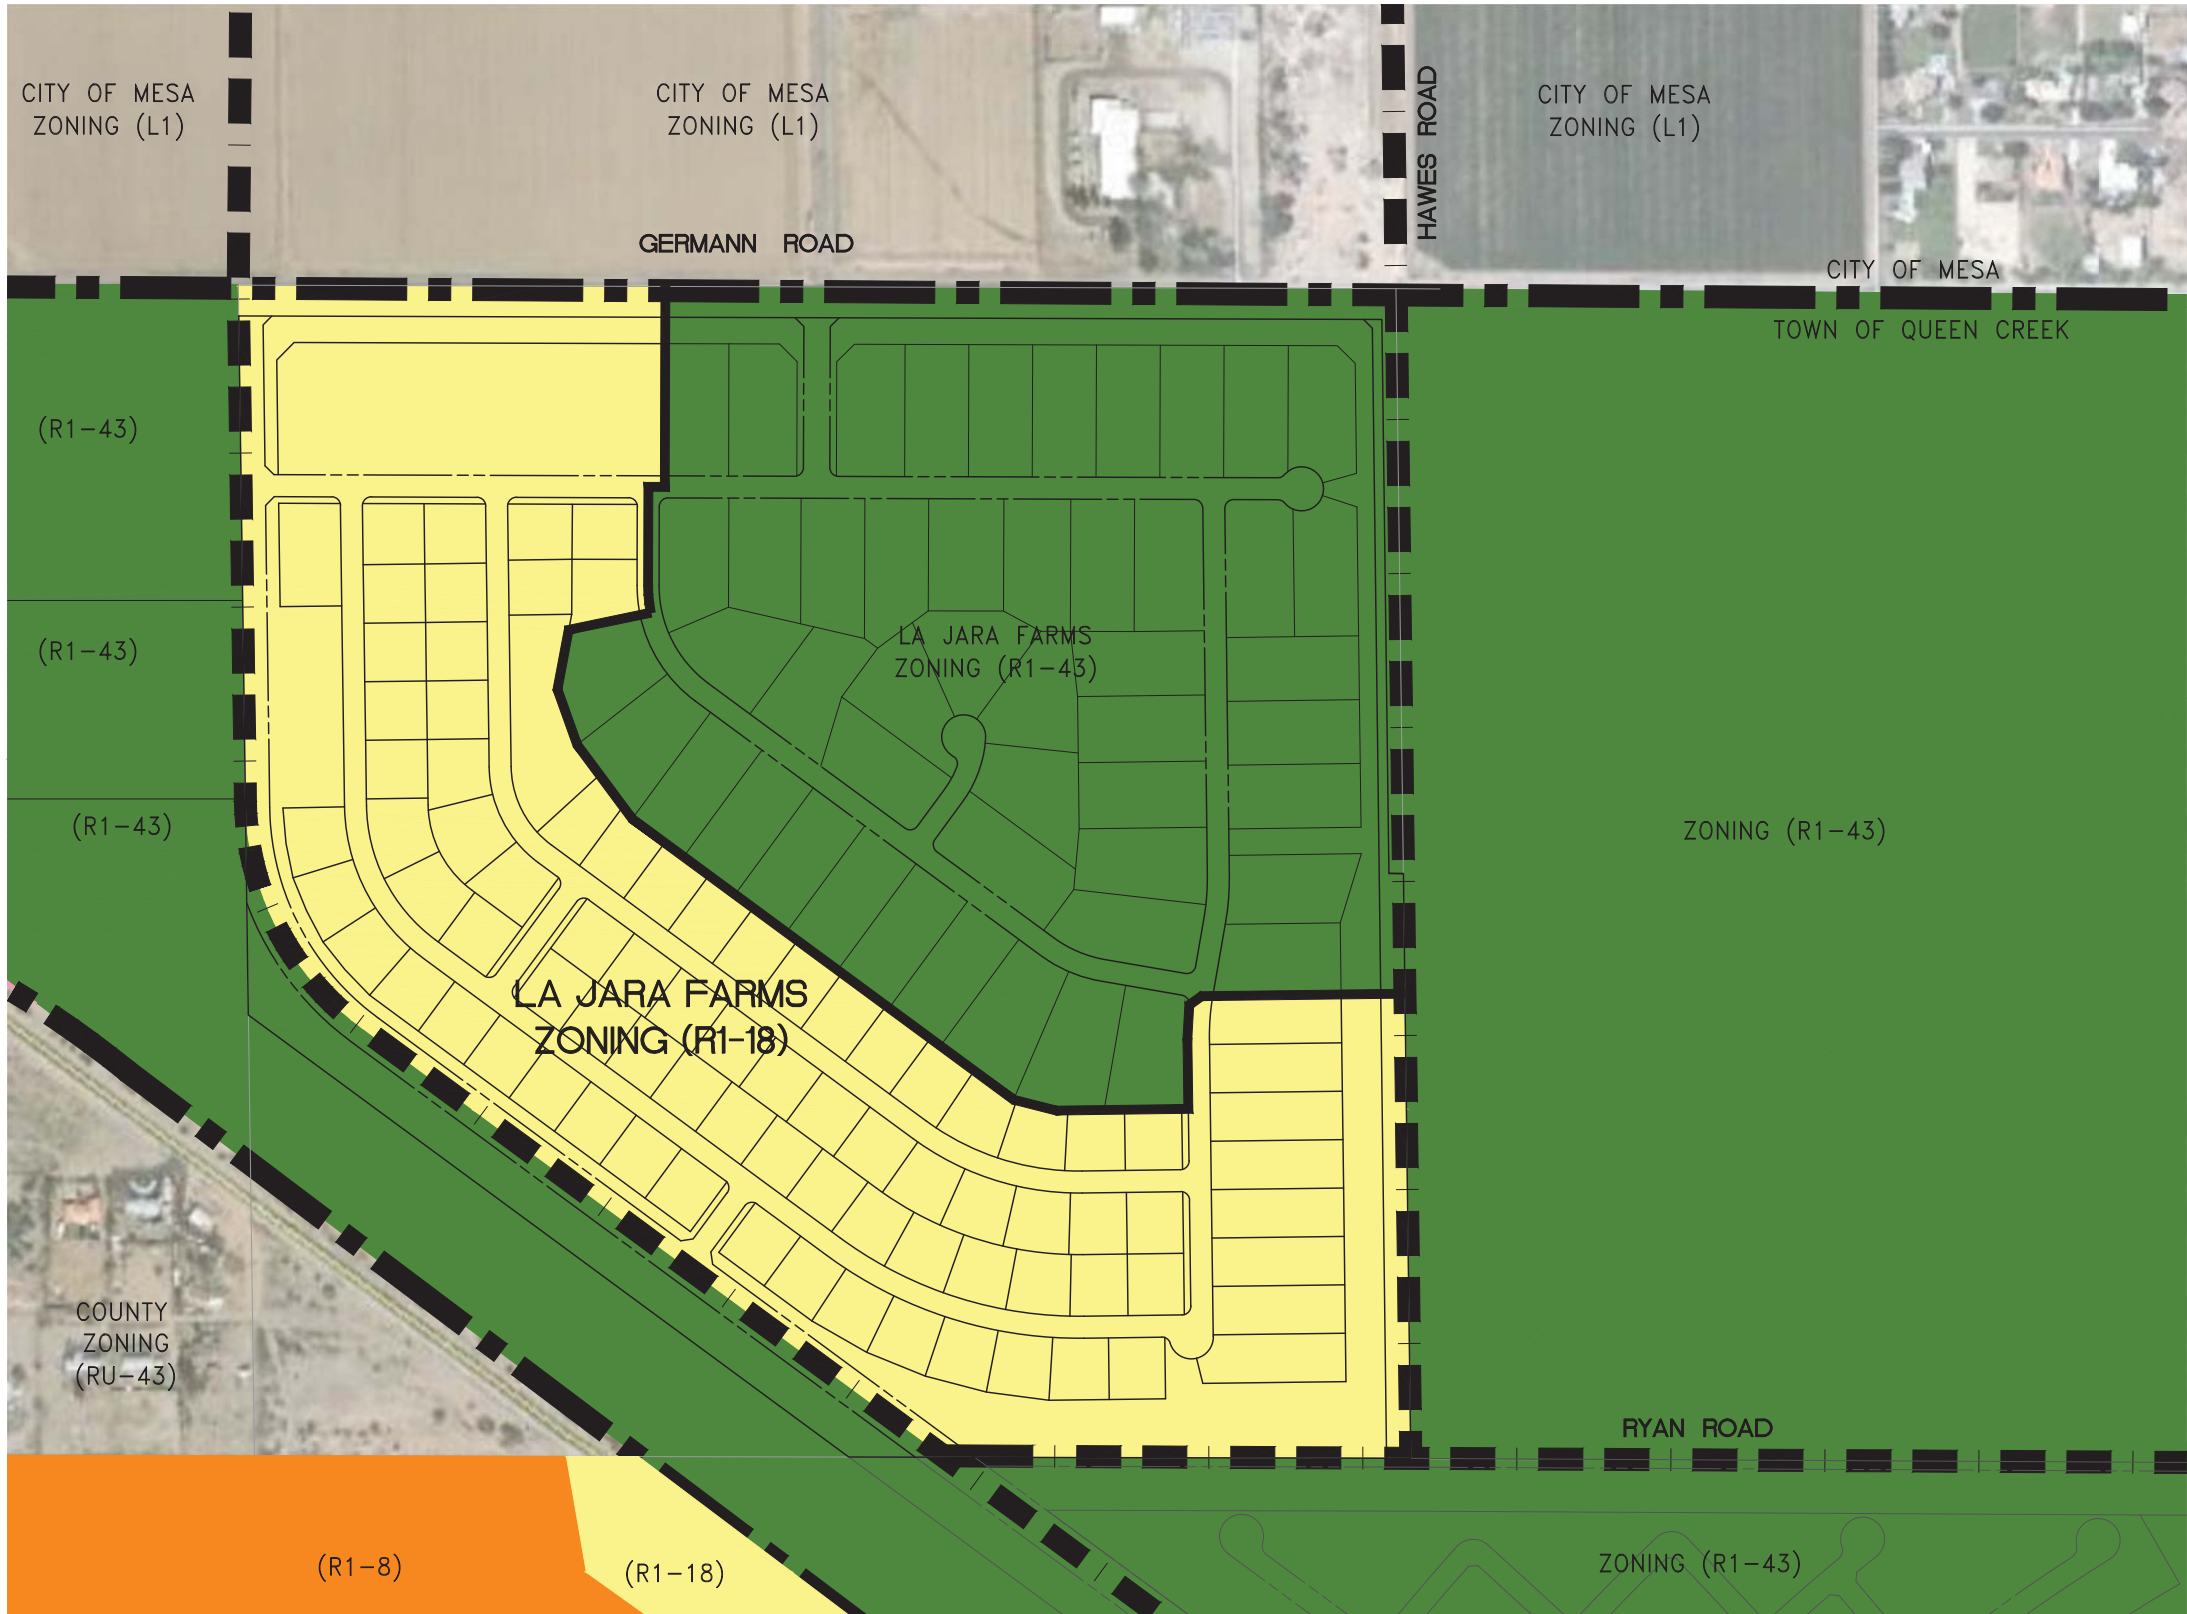 CITY OF MESA
ZONING (L1)
CITY OF MESA
ZONING (L1)
HAWES ROAD
CITY OF MESA
ZONING (L1)
GERMANN ROAD
CITY OF MESA
TOWN OF QUEEN CREEK
(R1-43)
(R1-43)
LA JARA FARMS
ZONING (R1-43)
(R1-43)
ZONING (R1-43)
LA JARA FARMS
ZONING (R1-18)
COUNTY
ZONING
(RU-43)
RYAN ROAD
(R1-8)
(R1-18)
ZONING (R1-43)